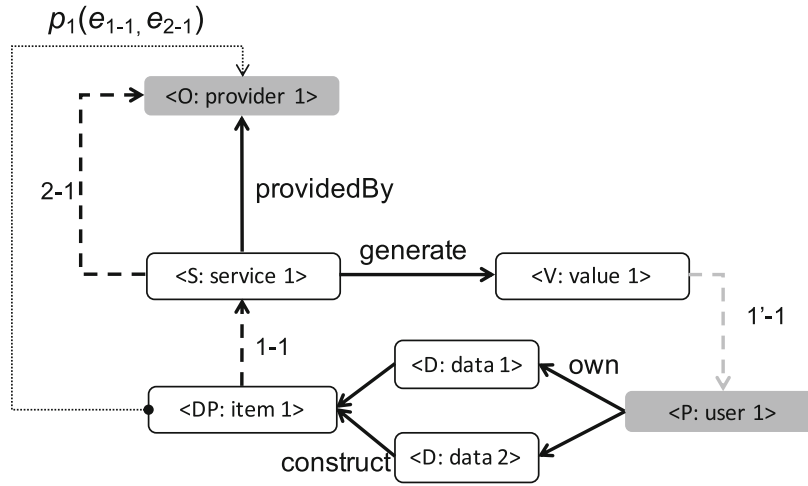 p₁(e₁₋₁, e₂₋₁)
<O: provider 1>
2-1
providedBy
generate
<S: service 1>
<V: value 1>
1-1
1'-1
<D: data 1>
own
<DP: item 1>
<P: user 1>
construct
<D: data 2>